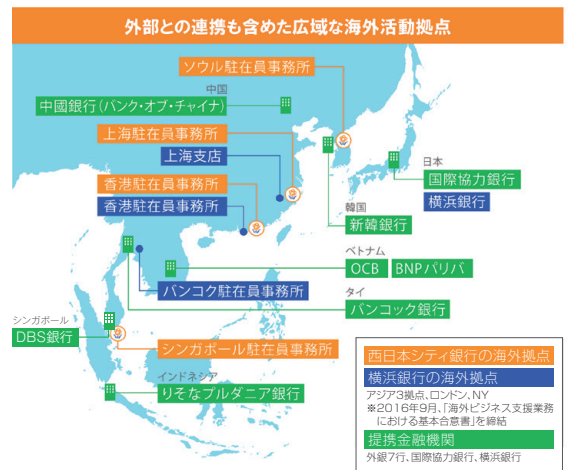 外部との連携も含めた広域な海外活動拠点
ソウル駐在員事務所
中国
中國銀行(バンク・オブ・チャイナ)
上海駐在員事務所
上海支店
日本
国際協力銀行
横浜銀行
香港駐在員事務所
香港駐在員事務所
韓国
新韓銀行
ベトナム
OCB BNPパリバ
バンコク駐在員事務所
タイ
バンコック銀行
シンガポール
DBS銀行
シンガポール駐在員事務所
インドネシア
りそなプルダニア銀行
西日本シティ銀行の海外拠点
横浜銀行の海外拠点
アジア3拠点、ロンドン、NY
※2016年9月、「海外ビジネス支援業務
における基本合意書」を締結
提携金融機関
外銀7行、国際協力銀行、横浜銀行